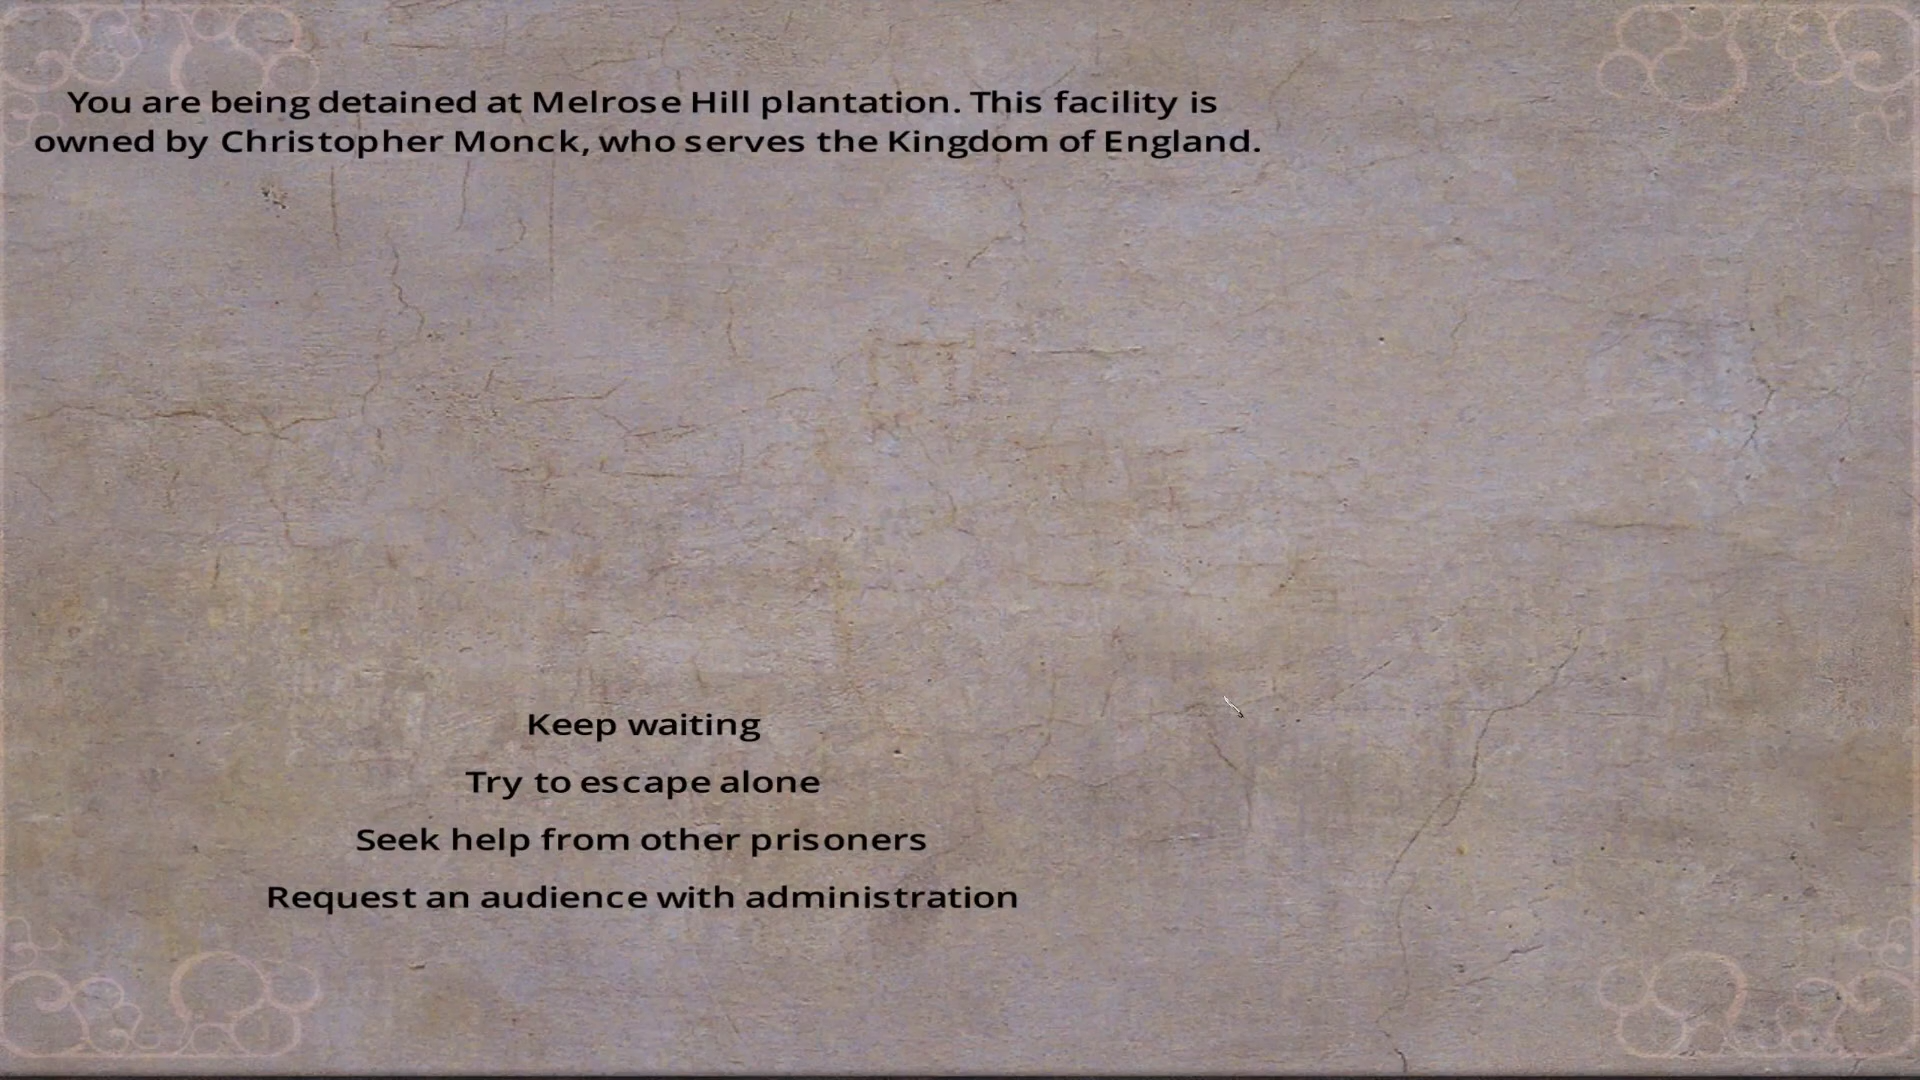 You are being detained at Melrose Hill plantation. This facility is
owned by Christopher Monck, who serves the Kingdom of England.
Keep waiting
Try to escape alone
Seek help from other prisoners
Request an audience with administration